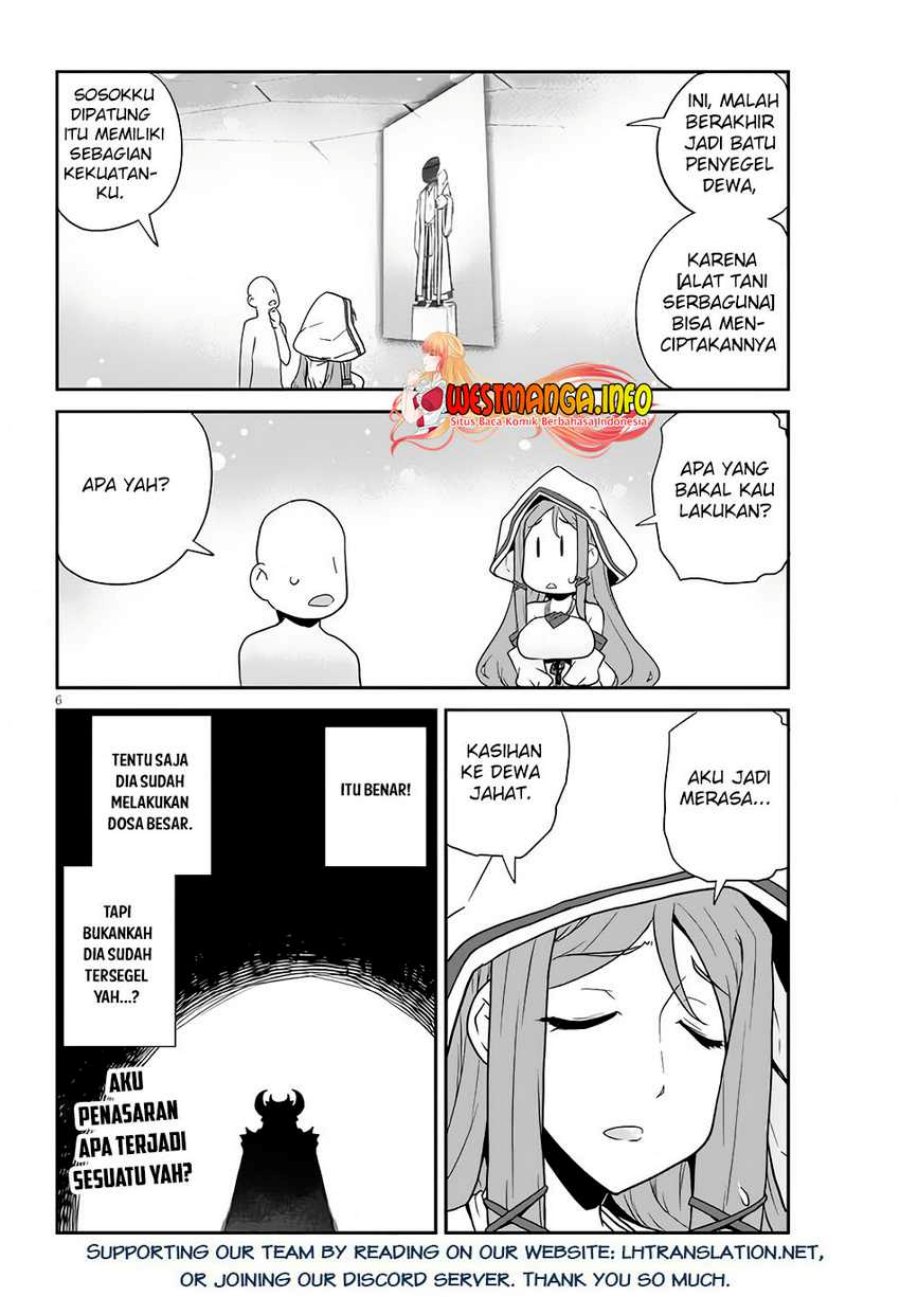 INI, MALAH
BERAKHIR
JADI BATU
PENYEGEL
DEWA,
KARENA
[ALAT TANI
SERBAGUNA]
BISA MEN-
CIPTAKANNYA
SOSOKKU
DIPATUNG
ITU MEMILIKI
SEBAGIAN
KEKUATAN-
KU.
WESTMANGA.INFO
Situs Baca Komik Berbahasa Indonesia
APA YANG
BAKAL KAU
LAKUKAN?
APA YAH?
6
AKU JADI
MERASA...
KASIHAN
KE DEWA
JAHAT.
ITU BENAR!
TENTU SAJA
DIA SUDAH
MELAKUKAN
DOSA BESAR.
TAPI
BUKANKAH
DIA SUDAH
TERSEGEL
YAH...?
AKU
PENASARAN
APA TERJADI
SESUATU YAH?
SUPPORTING OUR TEAM BY READING ON OUR WEBSITE: LHTRANSLATION.NET,
OR JOINING OUR DISCORD SERVER. THANK YOU SO MUCH.